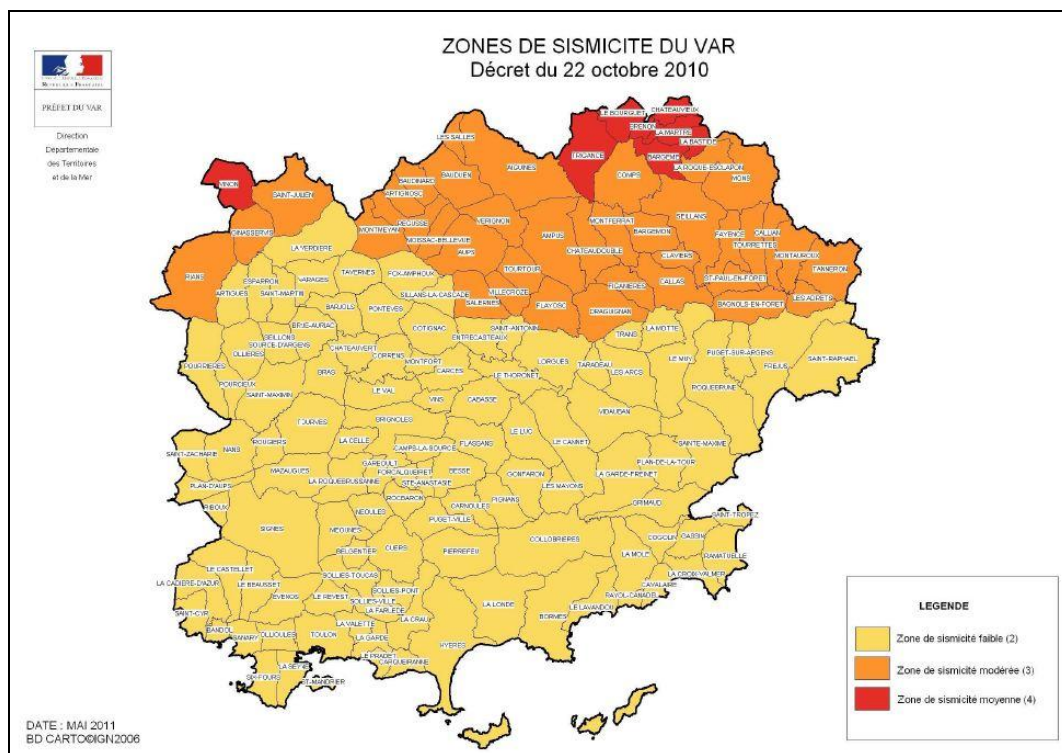 ZONES DE SISMICITE DU VAR
Décret du 22 octobre 2010
PRÉFET DU VAR
Direction
Départementale
des Territoires
et de la Mer
CHATEAUVIEUX
LE BOURGUET
BRENON
LA MARTRE
LA BASTIDE
LES SALLES
TRIGANCE
BARGEME
AIGUINES
LA ROQUE-ESCLAPON
COMPS
MONS
BAUDUEN
BAUDINARD
VINON
SAINT-JULIEN
ARTIGNOSC
SEILLANS
REGUSSE
VERIGNON
MONTFERRAT
MONTMEYAN
GINASSERVIS
AMPUS
BARGEMON
FAYENCE
CALLIAN
MOISSAC-BELLEVUE
TOURRETTES
LA VERDIERE
AUPS
CHATEAUDOUBLE
CLAVIERS
MONTAUROUX
TANNERON
TOURTOUR
RIANS
TAVERNES
FOX-AMPHOUX
ST-PAUL-EN-FORET
ESPARRON
VARAGES
CALLAS
ARTIGUES
SAINT-MARTIN
VILLECROZE
FIGANIERES
SILLANS-LA-CASCADE
LES ADRETS
SALERNES
BAGNOLS-EN-FORET
BARJOLS
PONTEVES
FLAYOSC
DRAGUIGNAN
BRUE-AURIAC
COTIGNAC
SAINT-ANTONIN
LA MOTTE
TRANS
SEILLONS
ENTRECASTEAUX
SOURCE-D'ARGENS
CHATEAUVERT
PUGET-SUR-ARGENS
OLLIERES
CORRENS
LORGUES
LE MUY
SAINT-RAPHAEL
POURRIERES
MONTFORT
TARADEAU
FREJUS
BRAS
CARCES
LE THORONET
LES ARCS
POURCIEUX
ROQUEBRUNE
SAINT-MAXIMIN
LE VAL
VINS
CABASSE
VIDAUBAN
BRIGNOLES
TOURVES
LE LUC
ROUGIERS
LA CELLE
FLASSANS
LE CANNET
SAINTE-MAXIME
NANS
CAMPS-LA-SOURCE
SAINT-ZACHARIE
GAREOULT
PLAN-DE-LA-TOUR
MAZAUGUES
FORCALQUEIRET
BESSE
GONFARON
LA GARDE-FREINET
LA ROQUEBRUSSANNE
STE-ANASTASIE
PLAN-D'AUPS
LES MAYONS
ROCBARON
PIGNANS
RIBOUX
CARNOULES
GRIMAUD
NEOULES
SAINT-TROPEZ
PUGET-VILLE
SIGNES
MEOUNES
COGOLIN
GASSIN
COLLOBRIERES
BELGENTIER
CUERS
PIERREFEU
LA MOLE
RAMATUELLE
LE CASTELLET
SOLLIES-TOUCAS
LA CROIX-VALMER
LA CADIERE-D'AZUR
LE BEAUSSET
CAVALAIRE
SOLLIES-PONT
RAYOL-CANADEL
EVENOS
LE REVEST
SOLLIES-VILLE
LA LONDE
LE LAVANDOU
SAINT-CYR
LA FARLEDE
BORMES
LA VALETTE
LA CRAU
BANDOL
SANARY
OLLIOULES
TOULON
LA GARDE
HYERES
LE PRADET
CARQUEIRANNE
LA SEYNE
SIX-FOURS
ST-MANDRIER
LEGENDE
Zone de sismicité faible (2)
Zone de sismicité modérée (3)
Zone de sismicité moyenne (4)
DATE : MAI 2011
BD CARTO©IGN2006